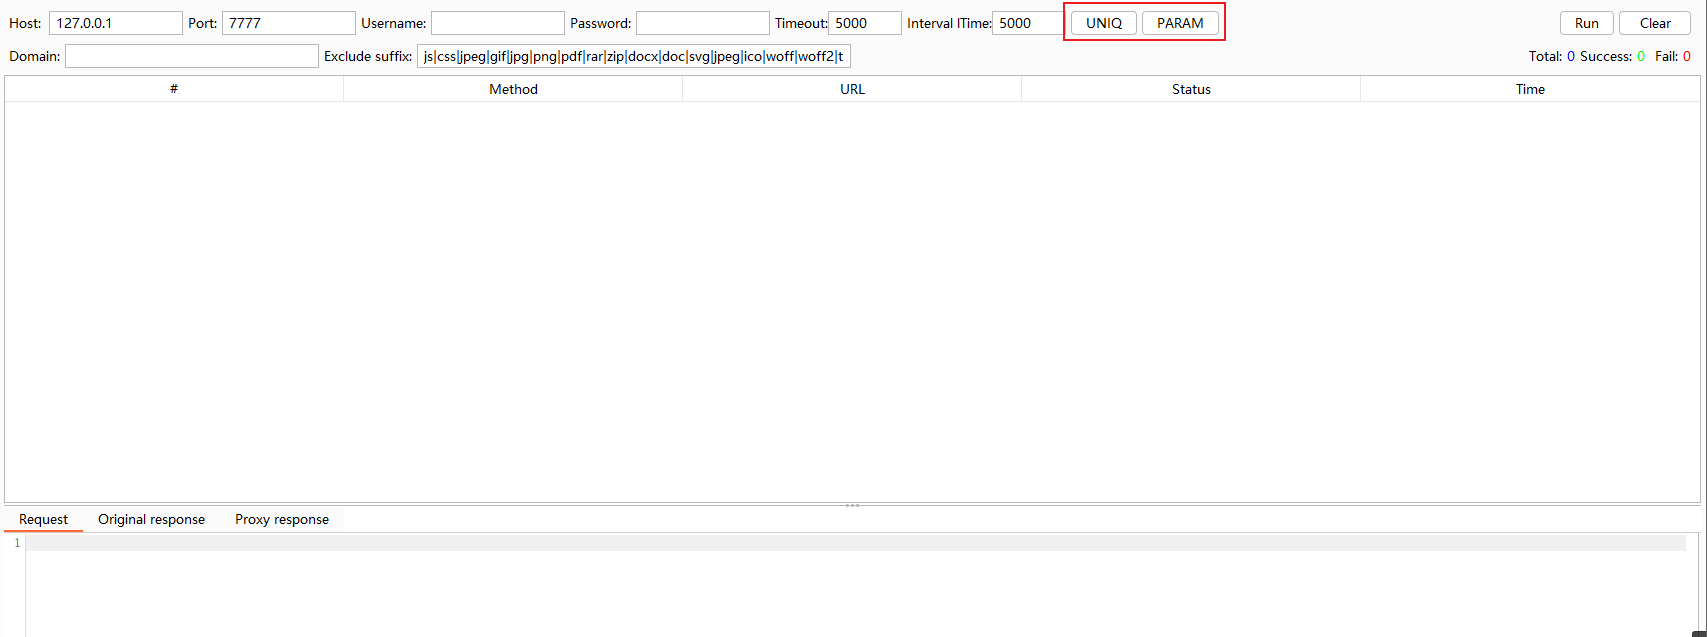 Host: 127.0.0.1 Port: 7777 Username: Password: Timeout: 5000 Interval lTime: 5000 UNIQ PARAM Run Clear
Domain: Exclude suffix: js|css|jpeg|gif|jpg|png|pdf|rar|zip|docx|doc|svg|jpeg|ico|woff|woff2|t Total: 0 Success: 0 Fail: 0
# Method URL Status Time
Request Original response Proxy response
1